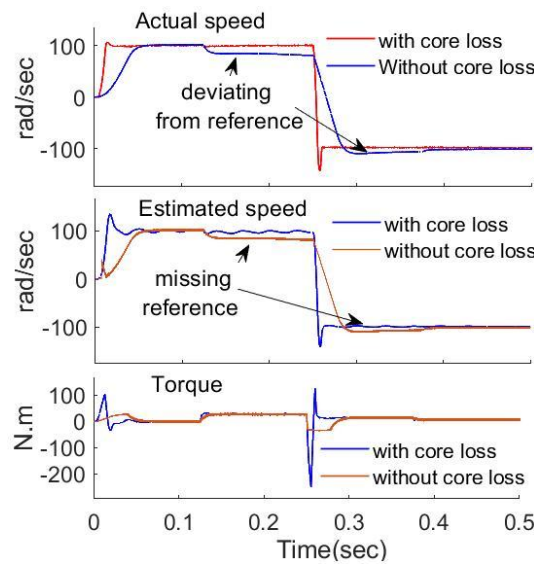 Actual speed
100
0
-100
rad/sec
with core loss
Without core loss
deviating
from reference
Estimated speed
100
0
-100
rad/sec
with core loss
without core loss
missing
reference
Torque
100
0
-100
-200
N.m
with core loss
without core loss
0 0.1 0.2 0.3 0.4 0.5
Time(sec)